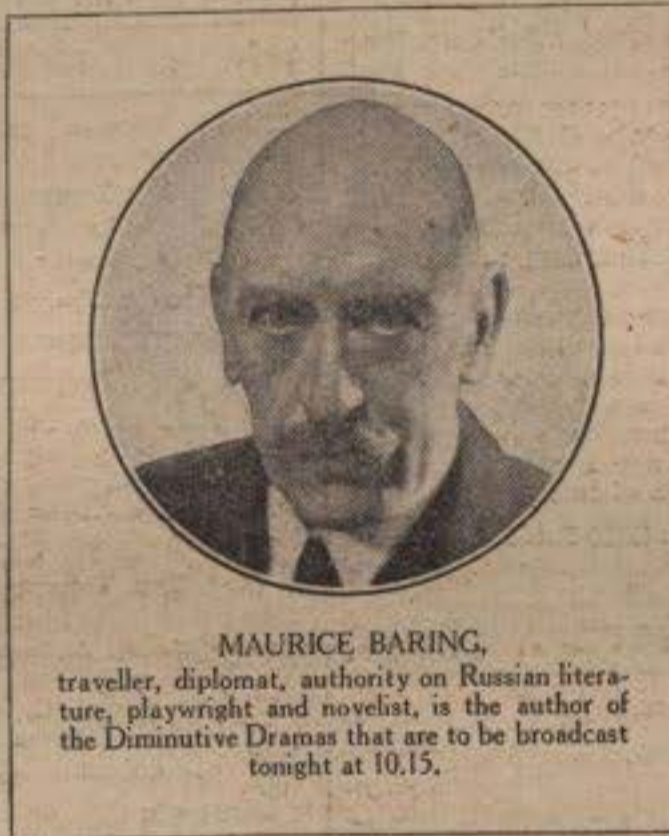 MAURICE BARING,
traveller, diplomat, authority on Russian litera-
ture, playwright and novelist, is the author of
the Diminutive Dramas that are to be broadcast
tonight at 10.15.